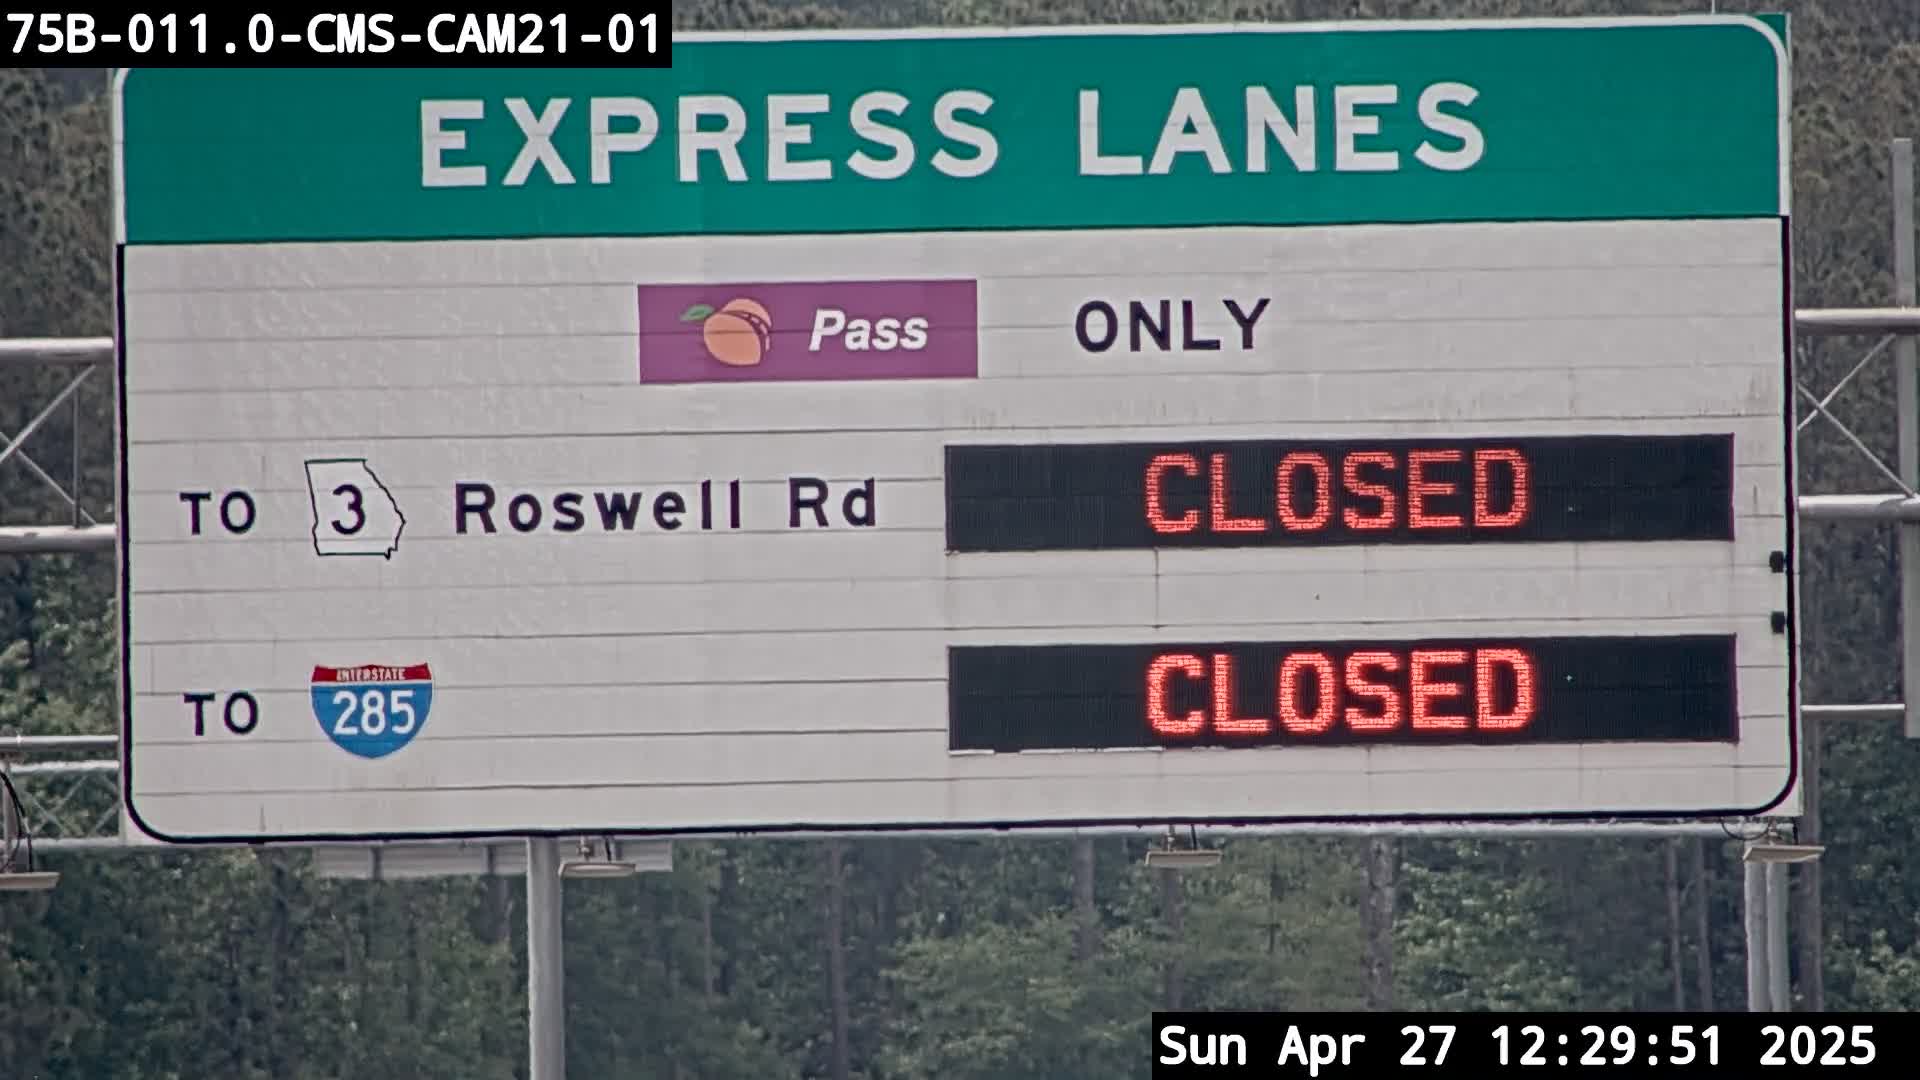 75B-011.0-CMS-CAM21-01
EXPRESS LANES
Pass ONLY
TO 3 Roswell Rd CLOSED
TO INTERSTATE 285 CLOSED
Sun Apr 27 12:29:51 2025